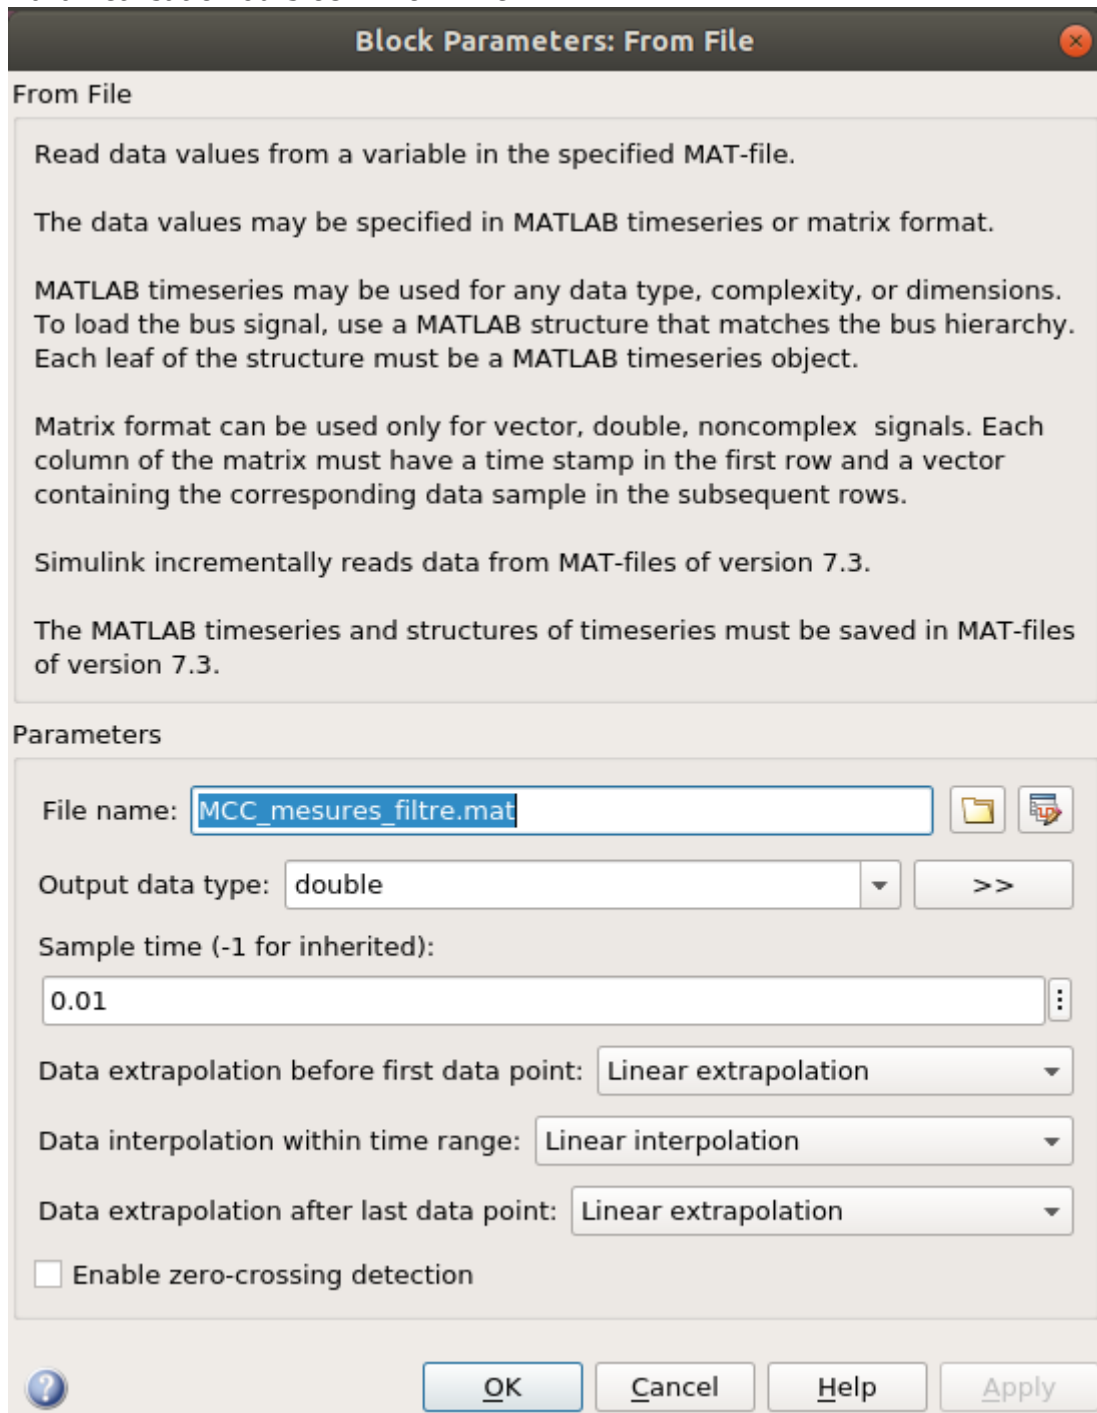 Block Parameters: From File
From File
Read data values from a variable in the specified MAT-file.
The data values may be specified in MATLAB timeseries or matrix format.
MATLAB timeseries may be used for any data type, complexity, or dimensions.
To load the bus signal, use a MATLAB structure that matches the bus hierarchy.
Each leaf of the structure must be a MATLAB timeseries object.
Matrix format can be used only for vector, double, noncomplex  signals. Each
column of the matrix must have a time stamp in the first row and a vector
containing the corresponding data sample in the subsequent rows.
Simulink incrementally reads data from MAT-files of version 7.3.
The MATLAB timeseries and structures of timeseries must be saved in MAT-files
of version 7.3.
Parameters
File name: MCC_mesures_filtre.mat
Output data type: double >>
Sample time (-1 for inherited):
0.01
Data extrapolation before first data point: Linear extrapolation
Data interpolation within time range: Linear interpolation
Data extrapolation after last data point: Linear extrapolation
Enable zero-crossing detection
OK Cancel Help Apply